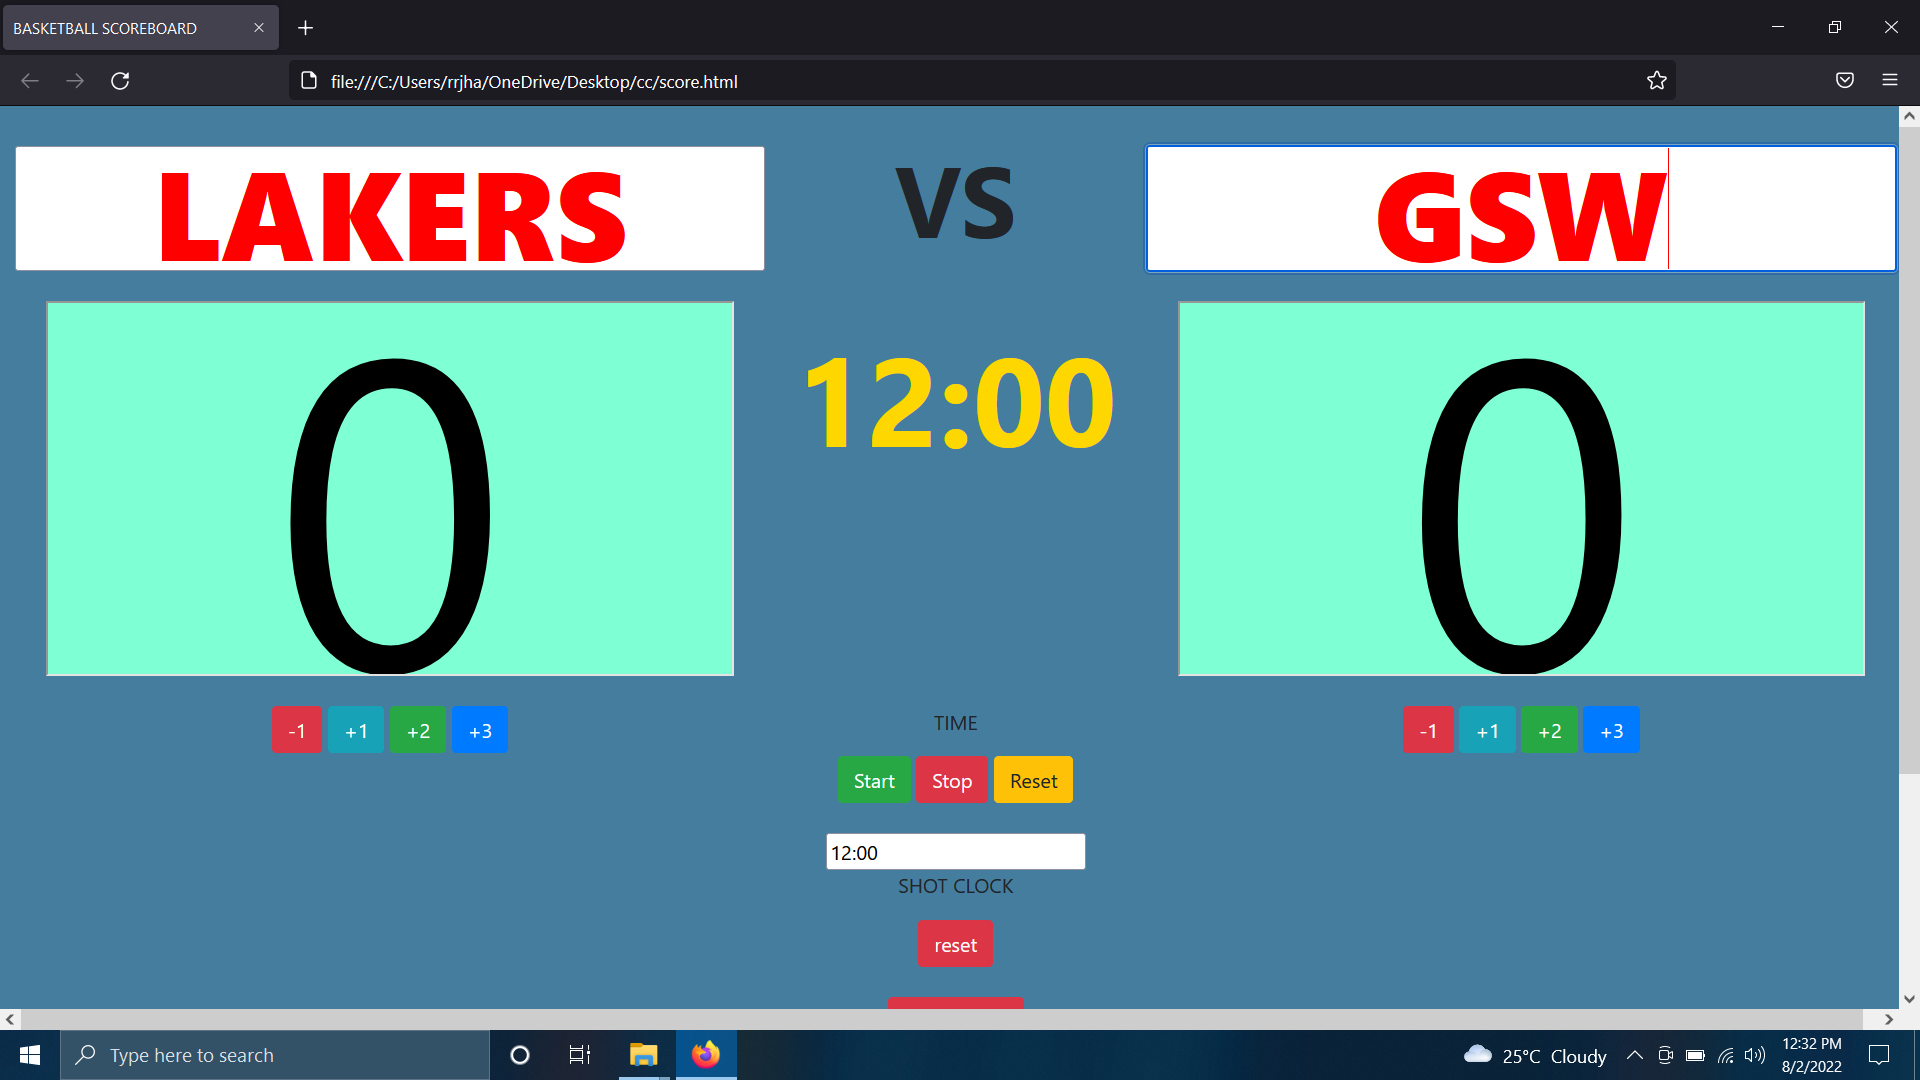 BASKETBALL SCOREBOARD
file:///C:/Users/rrjha/OneDrive/Desktop/cc/score.html
LAKERS VS GSW
0 12:00 0
-1 +1 +2 +3 TIME -1 +1 +2 +3
Start Stop Reset
12:00
SHOT CLOCK
reset
Type here to search
25°C Cloudy
12:32 PM
8/2/2022